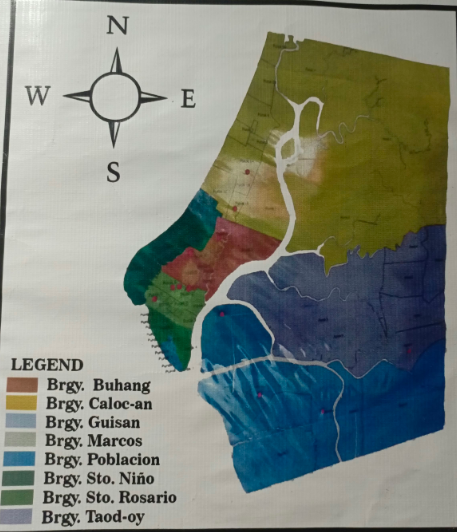 N
W E
S
LEGEND
Brgy. Buhang
Brgy. Caloc-an
Brgy. Guisan
Brgy. Marcos
Brgy. Poblacion
Brgy. Sto. Niño
Brgy. Sto. Rosario
Brgy. Taod-oy